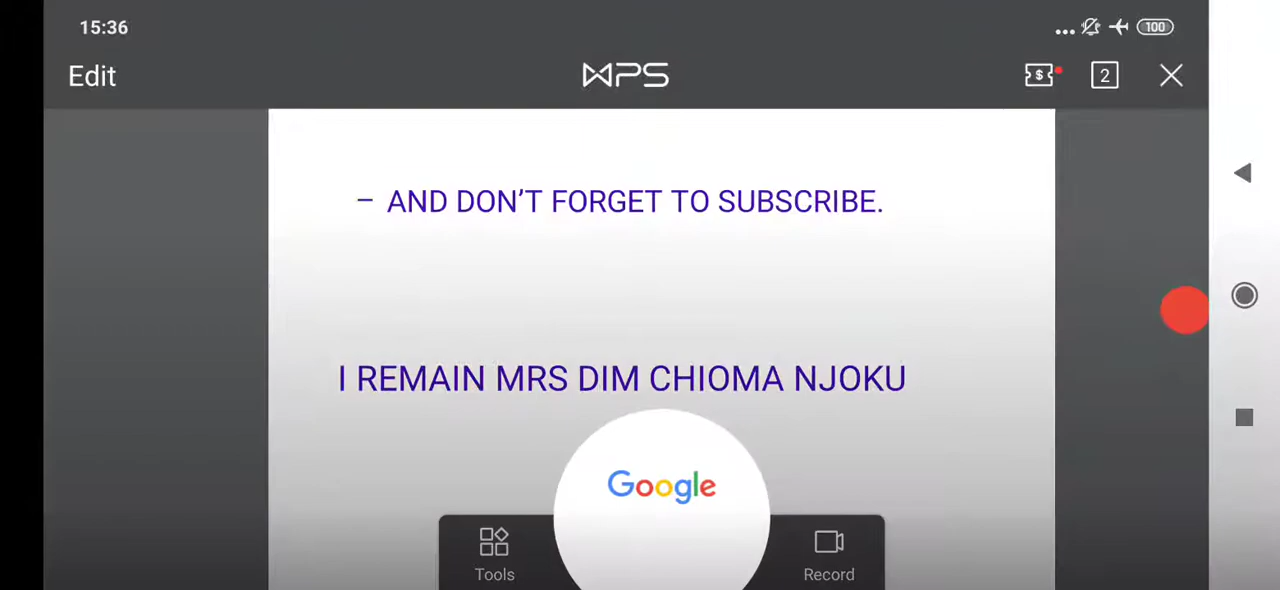 15:36
100
Edit
WPS
$
2
– AND DON’T FORGET TO SUBSCRIBE.
I REMAIN MRS DIM CHIOMA NJOKU
Google
Tools
Record